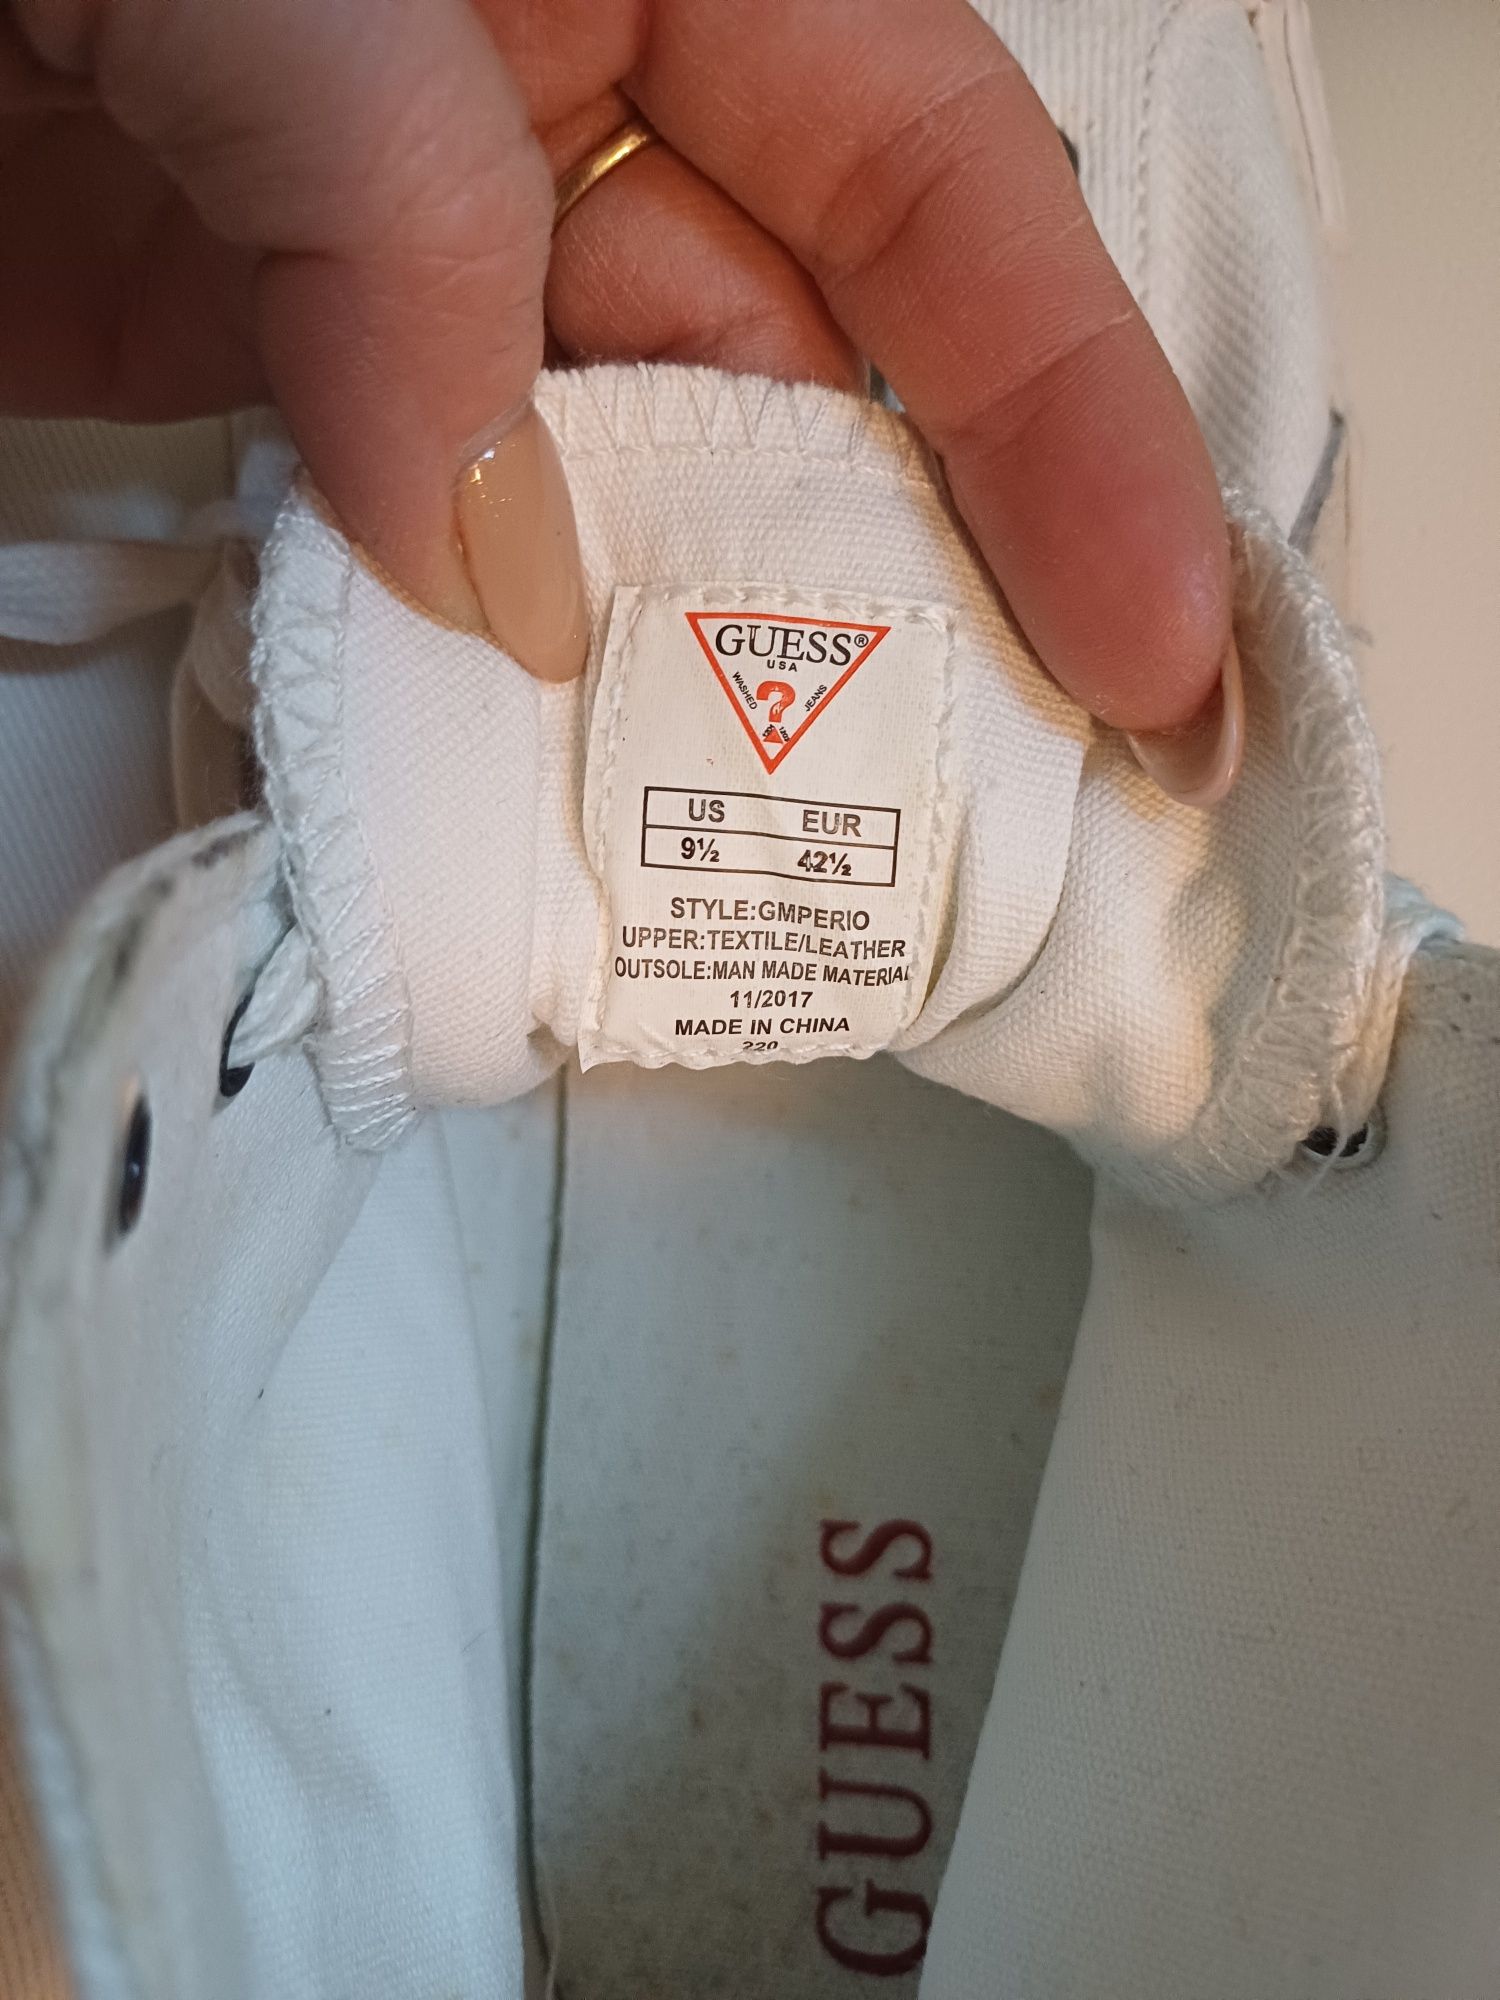 GUESS®
USA
WASHED JEANS
?
US EUR
9½ 42½
STYLE:GMPERIO
UPPER:TEXTILE/LEATHER
OUTSOLE:MAN MADE MATERIAL
11/2017
MADE IN CHINA
220
GUESS